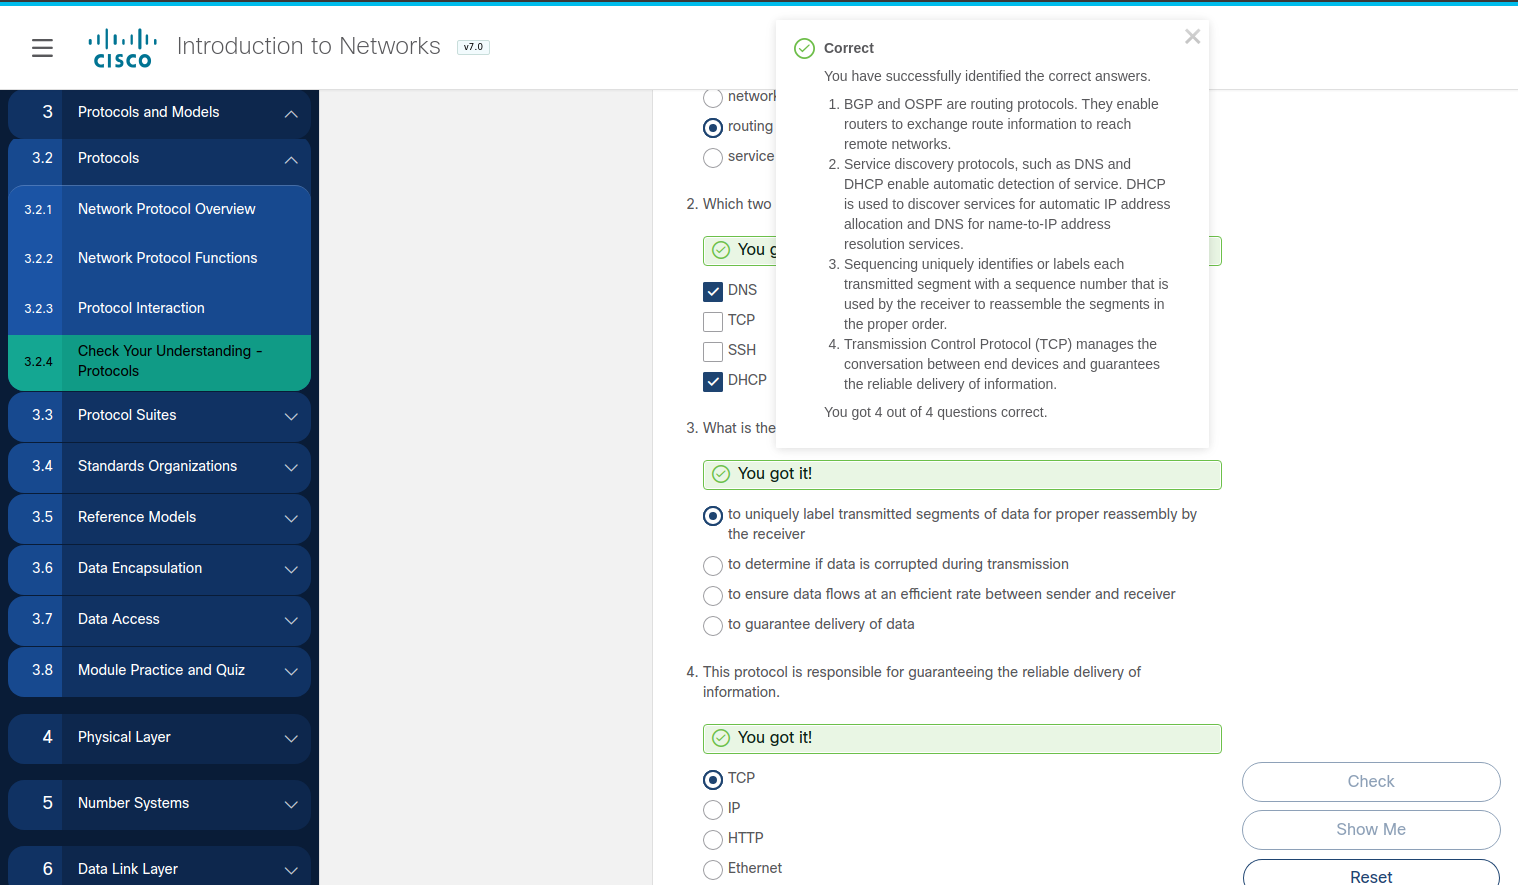 CISCO
Introduction to Networks
v7.0
3 Protocols and Models
3.2 Protocols
3.2.1 Network Protocol Overview
3.2.2 Network Protocol Functions
3.2.3 Protocol Interaction
3.2.4 Check Your Understanding -
Protocols
3.3 Protocol Suites
3.4 Standards Organizations
3.5 Reference Models
3.6 Data Encapsulation
3.7 Data Access
3.8 Module Practice and Quiz
4 Physical Layer
5 Number Systems
6 Data Link Layer
routing
service
2. Which two
You
DNS
TCP
SSH
DHCP
3. What is the
You got it!
to uniquely label transmitted segments of data for proper reassembly by
the receiver
to determine if data is corrupted during transmission
to ensure data flows at an efficient rate between sender and receiver
to guarantee delivery of data
4. This protocol is responsible for guaranteeing the reliable delivery of
information.
You got it!
TCP
IP
HTTP
Ethernet
Correct
You have successfully identified the correct answers.
1. BGP and OSPF are routing protocols. They enable
routers to exchange route information to reach
remote networks.
2. Service discovery protocols, such as DNS and
DHCP enable automatic detection of service. DHCP
is used to discover services for automatic IP address
allocation and DNS for name-to-IP address
resolution services.
3. Sequencing uniquely identifies or labels each
transmitted segment with a sequence number that is
used by the receiver to reassemble the segments in
the proper order.
4. Transmission Control Protocol (TCP) manages the
conversation between end devices and guarantees
the reliable delivery of information.
You got 4 out of 4 questions correct.
Check
Show Me
Reset